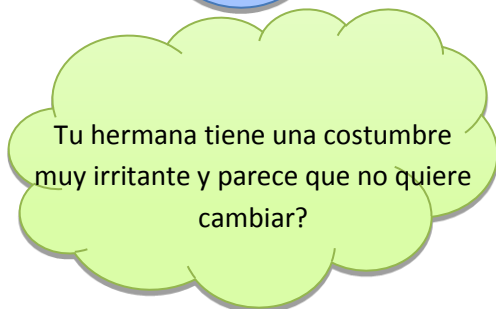 Tu hermana tiene una costumbre
muy irritante y parece que no quiere
cambiar?